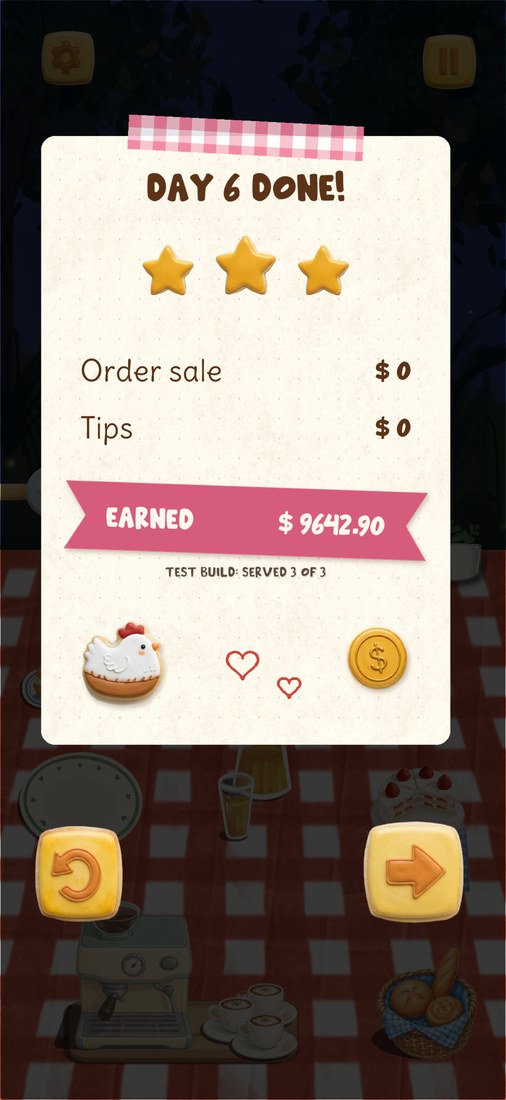 DAY 6 DONE!
Order sale $ 0
Tips $ 0
EARNED $ 9642.90
TEST BUILD: SERVED 3 OF 3
$